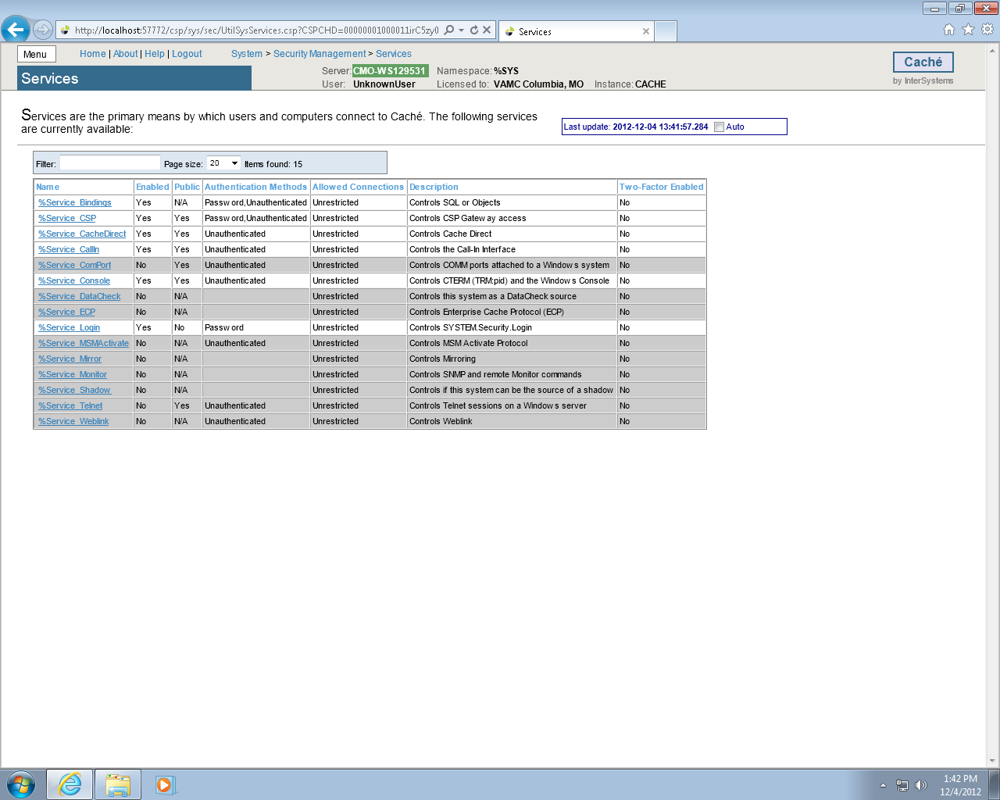 http://localhost:57772/csp/sys/sec/UtilSysServices.csp?CSPCHD=00000001000011irC5zy0
Services
Menu
Home | About | Help | Logout
System > Security Management > Services
Services
Server: CMO-WS129531 Namespace: %SYS
User: UnknownUser Licensed to: VAMC Columbia, MO Instance: CACHE
Caché
by InterSystems
Services are the primary means by which users and computers connect to Caché. The following services
are currently available:
Last update: 2012-12-04 13:41:57.284 Auto
Filter: Page size: 20 Items found: 15
Name Enabled Public Authentication Methods Allowed Connections Description Two-Factor Enabled
%Service_Bindings Yes N/A Password,Unauthenticated Unrestricted Controls SQL or Objects No
%Service_CSP Yes Yes Password,Unauthenticated Unrestricted Controls CSP Gateway access No
%Service_CacheDirect Yes Yes Unauthenticated Unrestricted Controls Cache Direct No
%Service_CallIn Yes Yes Unauthenticated Unrestricted Controls the Call-In Interface No
%Service_ComPort No Yes Unauthenticated Unrestricted Controls COMM ports attached to a Windows system No
%Service_Console Yes Yes Unauthenticated Unrestricted Controls CTERM (TRM:pid) and the Windows Console No
%Service_DataCheck No N/A Unrestricted Controls this system as a DataCheck source No
%Service_ECP No N/A Unrestricted Controls Enterprise Cache Protocol (ECP) No
%Service_Login Yes No Password Unrestricted Controls SYSTEM.Security.Login No
%Service_MSMActivate No N/A Unauthenticated Unrestricted Controls MSM Activate Protocol No
%Service_Mirror No N/A Unrestricted Controls Mirroring No
%Service_Monitor No N/A Unrestricted Controls SNMP and remote Monitor commands No
%Service_Shadow No N/A Unrestricted Controls if this system can be the source of a shadow No
%Service_Telnet No Yes Unauthenticated Unrestricted Controls Telnet sessions on a Windows server No
%Service_Weblink No N/A Unauthenticated Unrestricted Controls Weblink No
1:42 PM
12/4/2012